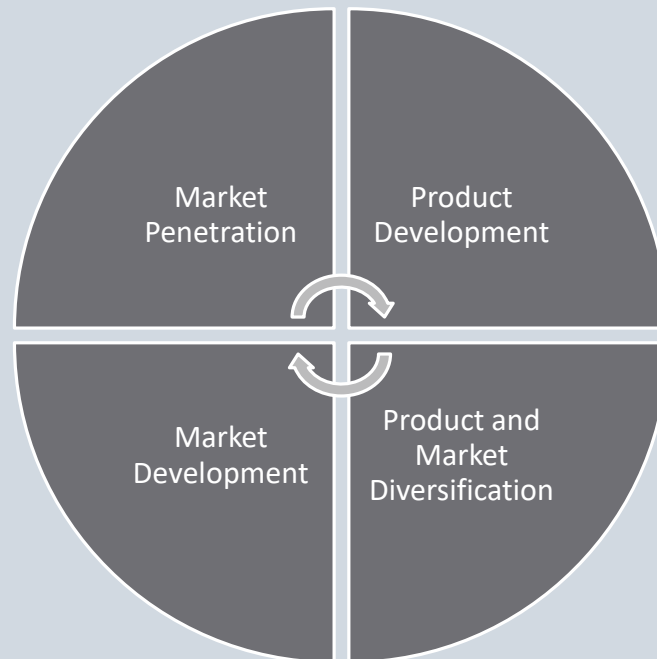 Market
Penetration
Product
Development
Market
Development
Product and
Market
Diversification